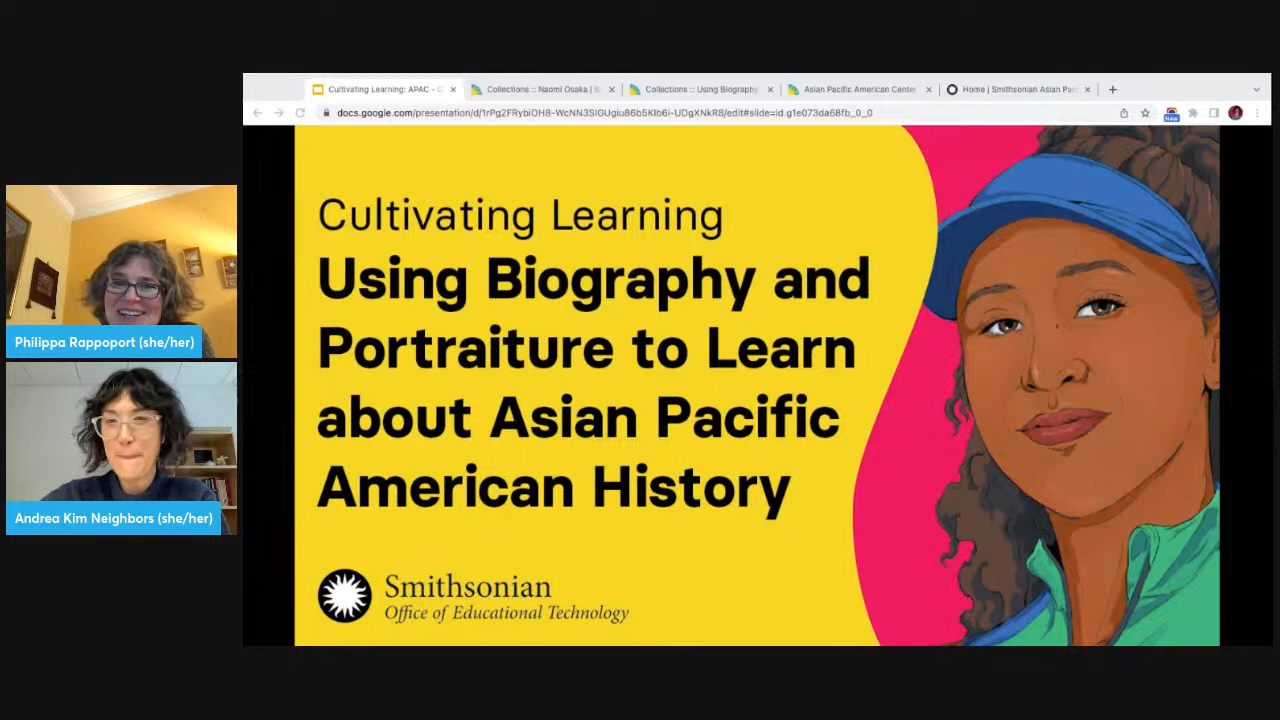 Cultivating Learning: APAC - G
Collections :: Naomi Osaka | S
Collections :: Using Biography
Asian Pacific American Center
Home | Smithsonian Asian Pac
docs.google.com/presentation/d/1rPg2FRybiOH8-WcNN3SIGUgiu86b5KIb6i-UDgXNkR8/edit#slide=id.g1e073da68fb_0_0
New
Cultivating Learning
Using Biography and
Portraiture to Learn
about Asian Pacific
American History
Smithsonian
Office of Educational Technology
Philippa Rappoport (she/her)
Andrea Kim Neighbors (she/her)